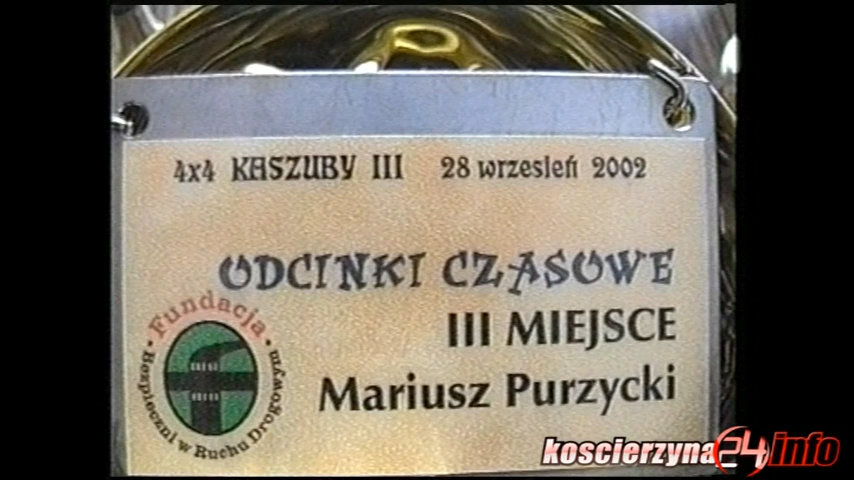 4x4 KASZUBY III 28 wrzesień 2002
ODCINKI CZASOWE
III MIEJSCE
Mariusz Purzycki
Fundacja
• Bezpieczni w Ruchu Drogowym •
koscierzyna24info